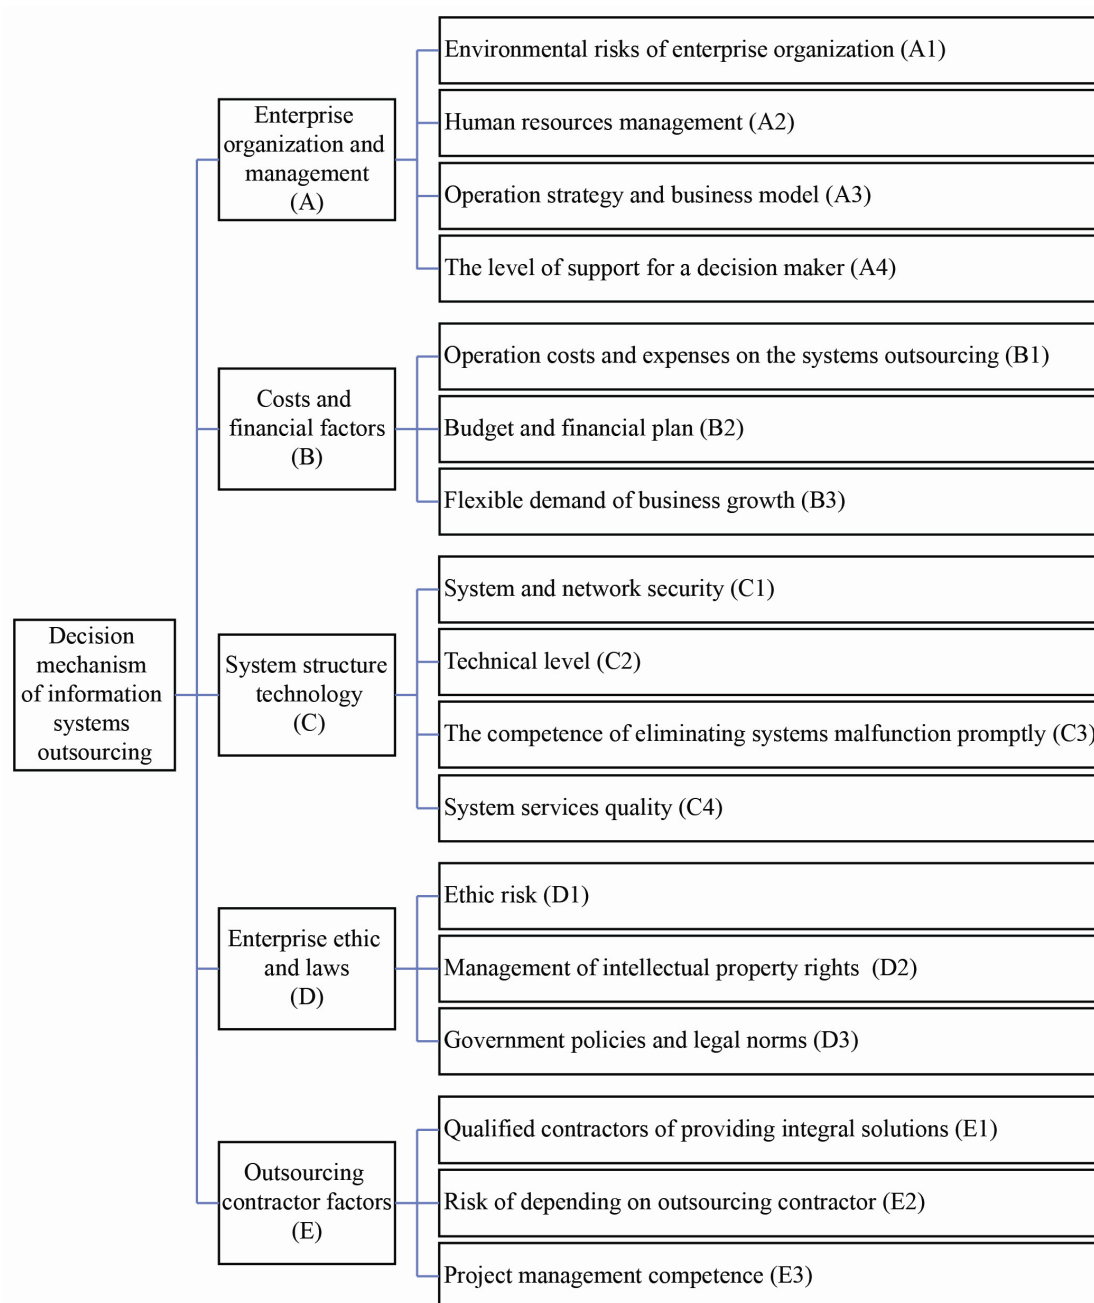 Decision
mechanism
of information
systems
outsourcing
Enterprise
organization and
management
(A)
Environmental risks of enterprise organization (A1)
Human resources management (A2)
Operation strategy and business model (A3)
The level of support for a decision maker (A4)
Costs and
financial factors
(B)
Operation costs and expenses on the systems outsourcing (B1)
Budget and financial plan (B2)
Flexible demand of business growth (B3)
System structure
technology
(C)
System and network security (C1)
Technical level (C2)
The competence of eliminating systems malfunction promptly (C3)
System services quality (C4)
Enterprise ethic
and laws
(D)
Ethic risk (D1)
Management of intellectual property rights (D2)
Government policies and legal norms (D3)
Outsourcing
contractor factors
(E)
Qualified contractors of providing integral solutions (E1)
Risk of depending on outsourcing contractor (E2)
Project management competence (E3)